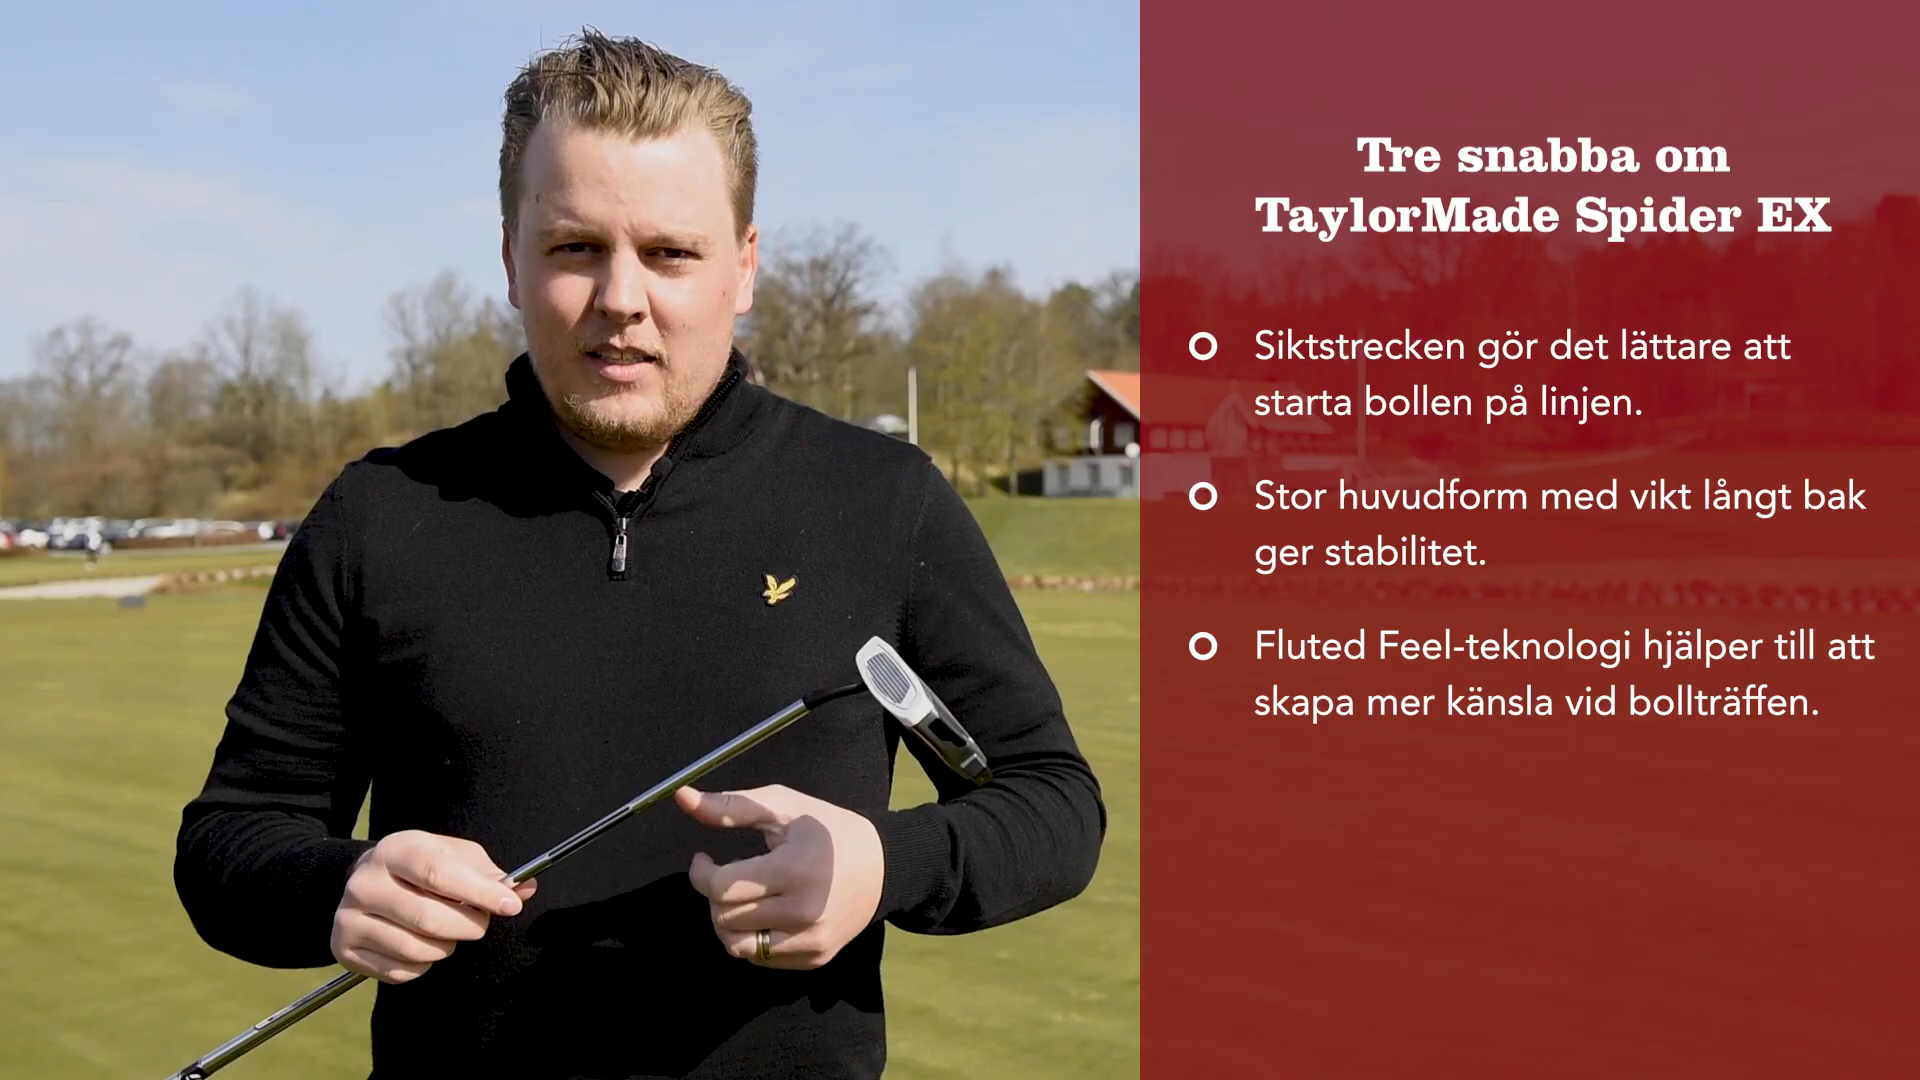 Tre snabba om
TaylorMade Spider EX
Siktstrecken gör det lättare att
starta bollen på linjen.
Stor huvudform med vikt långt bak
ger stabilitet.
Fluted Feel-teknologi hjälper till att
skapa mer känsla vid bollträffen.